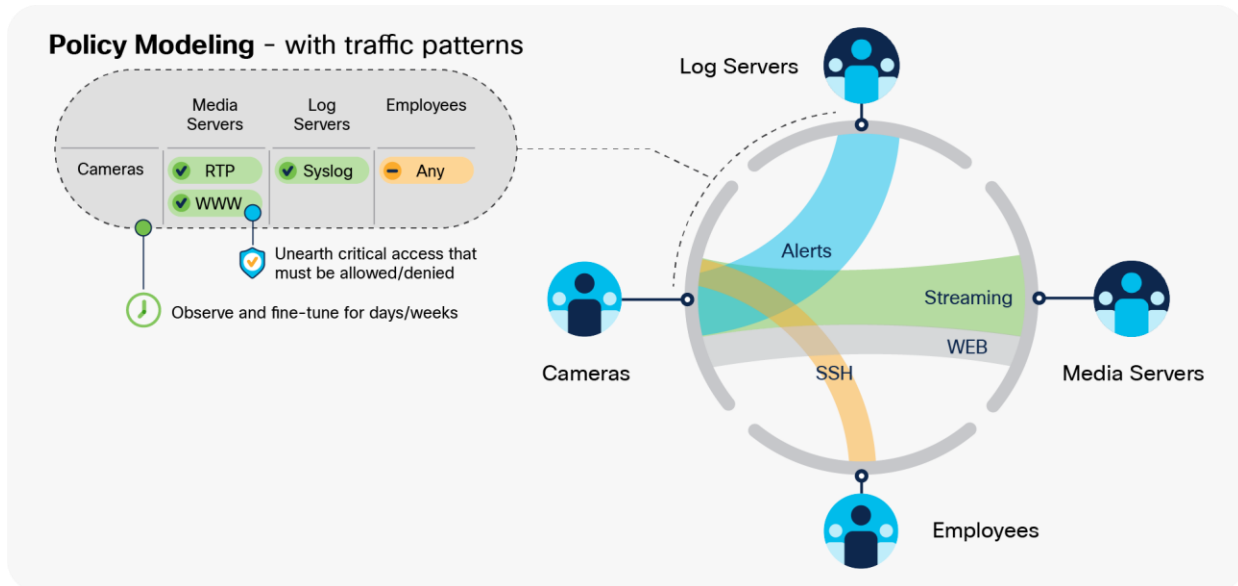 Policy Modeling - with traffic patterns
Media
Servers
Log
Servers
Employees
Cameras
RTP
Syslog
Any
WWW
Unearth critical access that
must be allowed/denied
Observe and fine-tune for days/weeks
Log Servers
Alerts
Streaming
WEB
SSH
Cameras
Media Servers
Employees